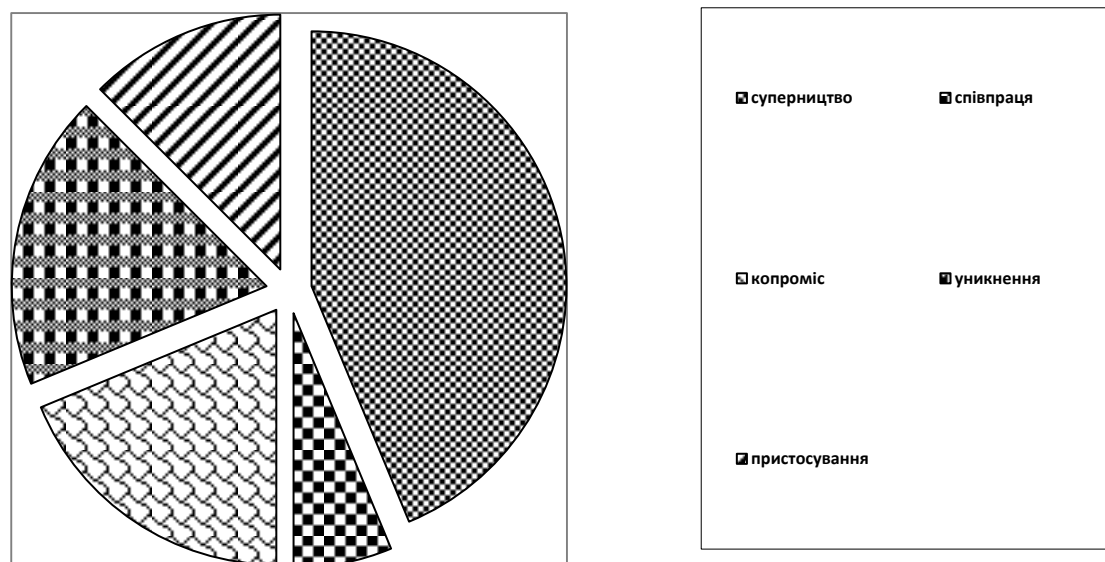 суперництво співпраця
копроміс уникнення
пристосування